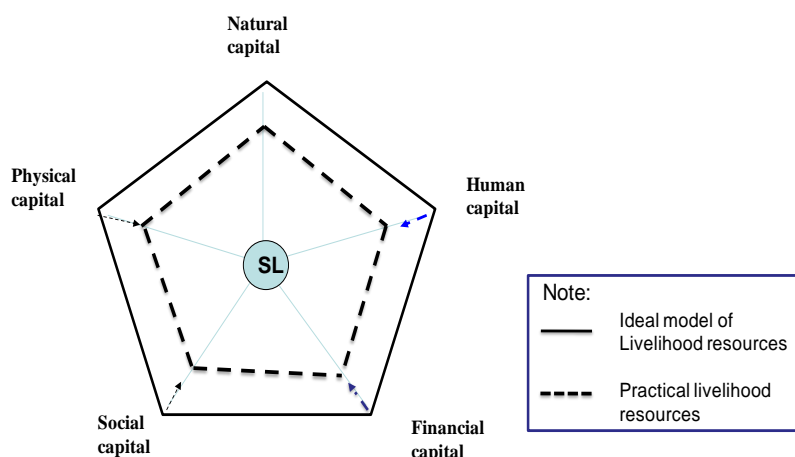 Natural
capital
Physical
capital
Human
capital
SL
Note:
Ideal model of
Livelihood resources
Practical livelihood
resources
Social
capital
Financial
capital